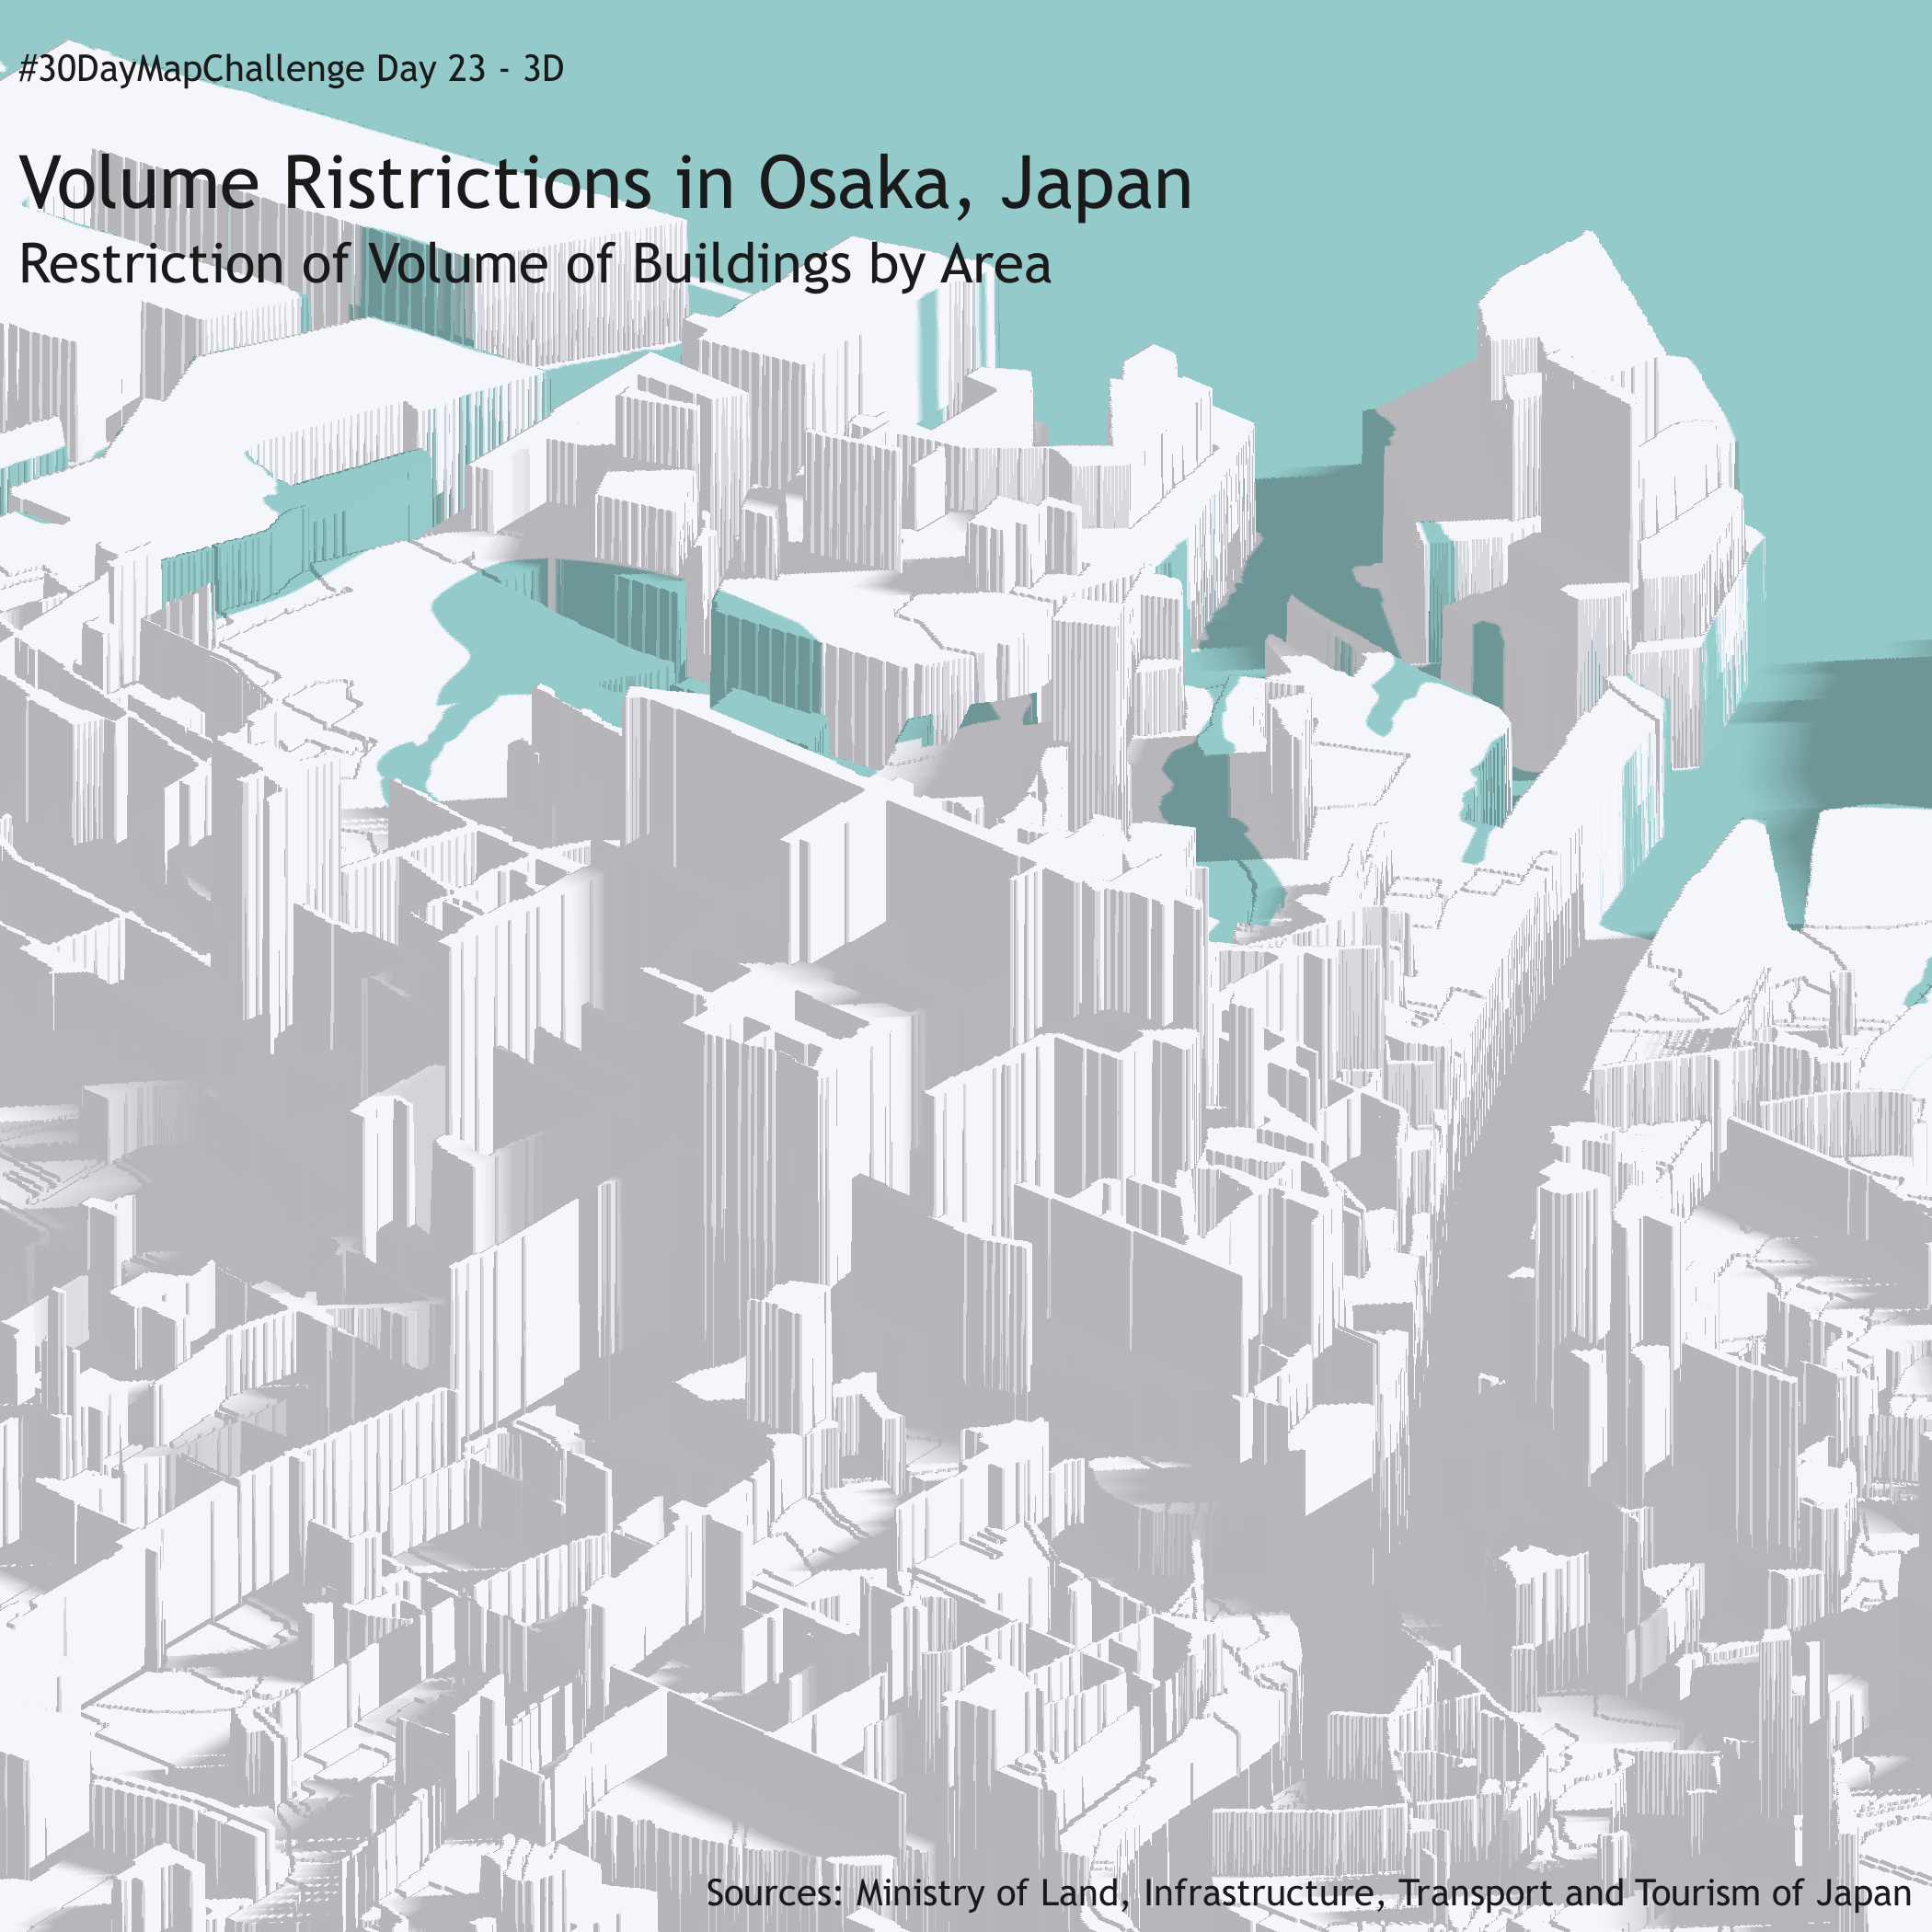 #30DayMapChallenge Day 23 - 3D
Volume Ristrictions in Osaka, Japan
Restriction of Volume of Buildings by Area
Sources: Ministry of Land, Infrastructure, Transport and Tourism of Japan